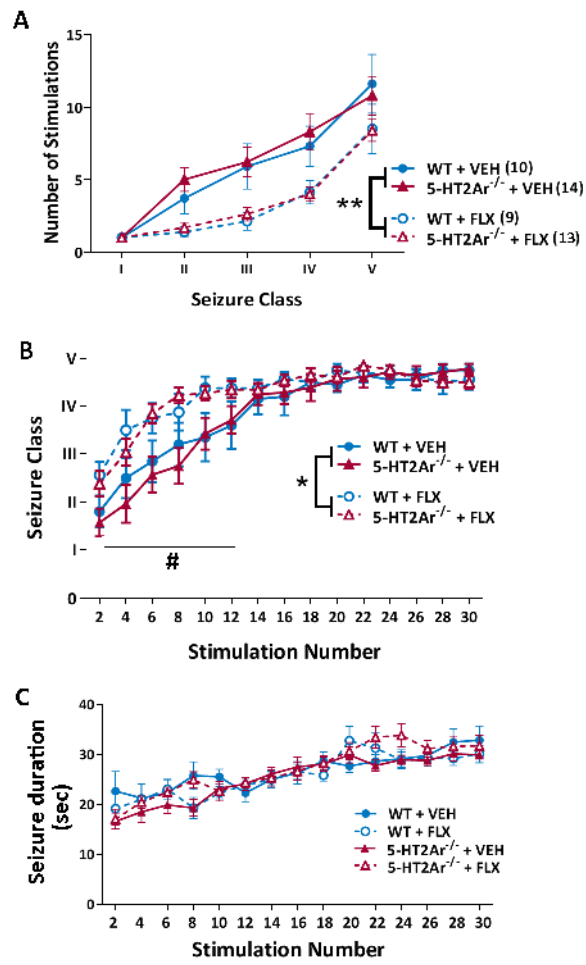 A
Number of Stimulations
15
10
5
0
I II III IV V
Seizure Class
WT + VEH (10)
5-HT2Ar-/- + VEH (14)
**
WT + FLX (9)
5-HT2Ar-/- + FLX (13)
B
Seizure Class
V
IV
III
II
I
0
#
WT + VEH
5-HT2Ar-/- + VEH
*
WT + FLX
5-HT2Ar-/- + FLX
2 4 6 8 10 12 14 16 18 20 22 24 26 28 30
Stimulation Number
C
Seizure duration
(sec)
40
30
20
10
0
WT + VEH
WT + FLX
5-HT2Ar-/- + VEH
5-HT2Ar-/- + FLX
2 4 6 8 10 12 14 16 18 20 22 24 26 28 30
Stimulation Number